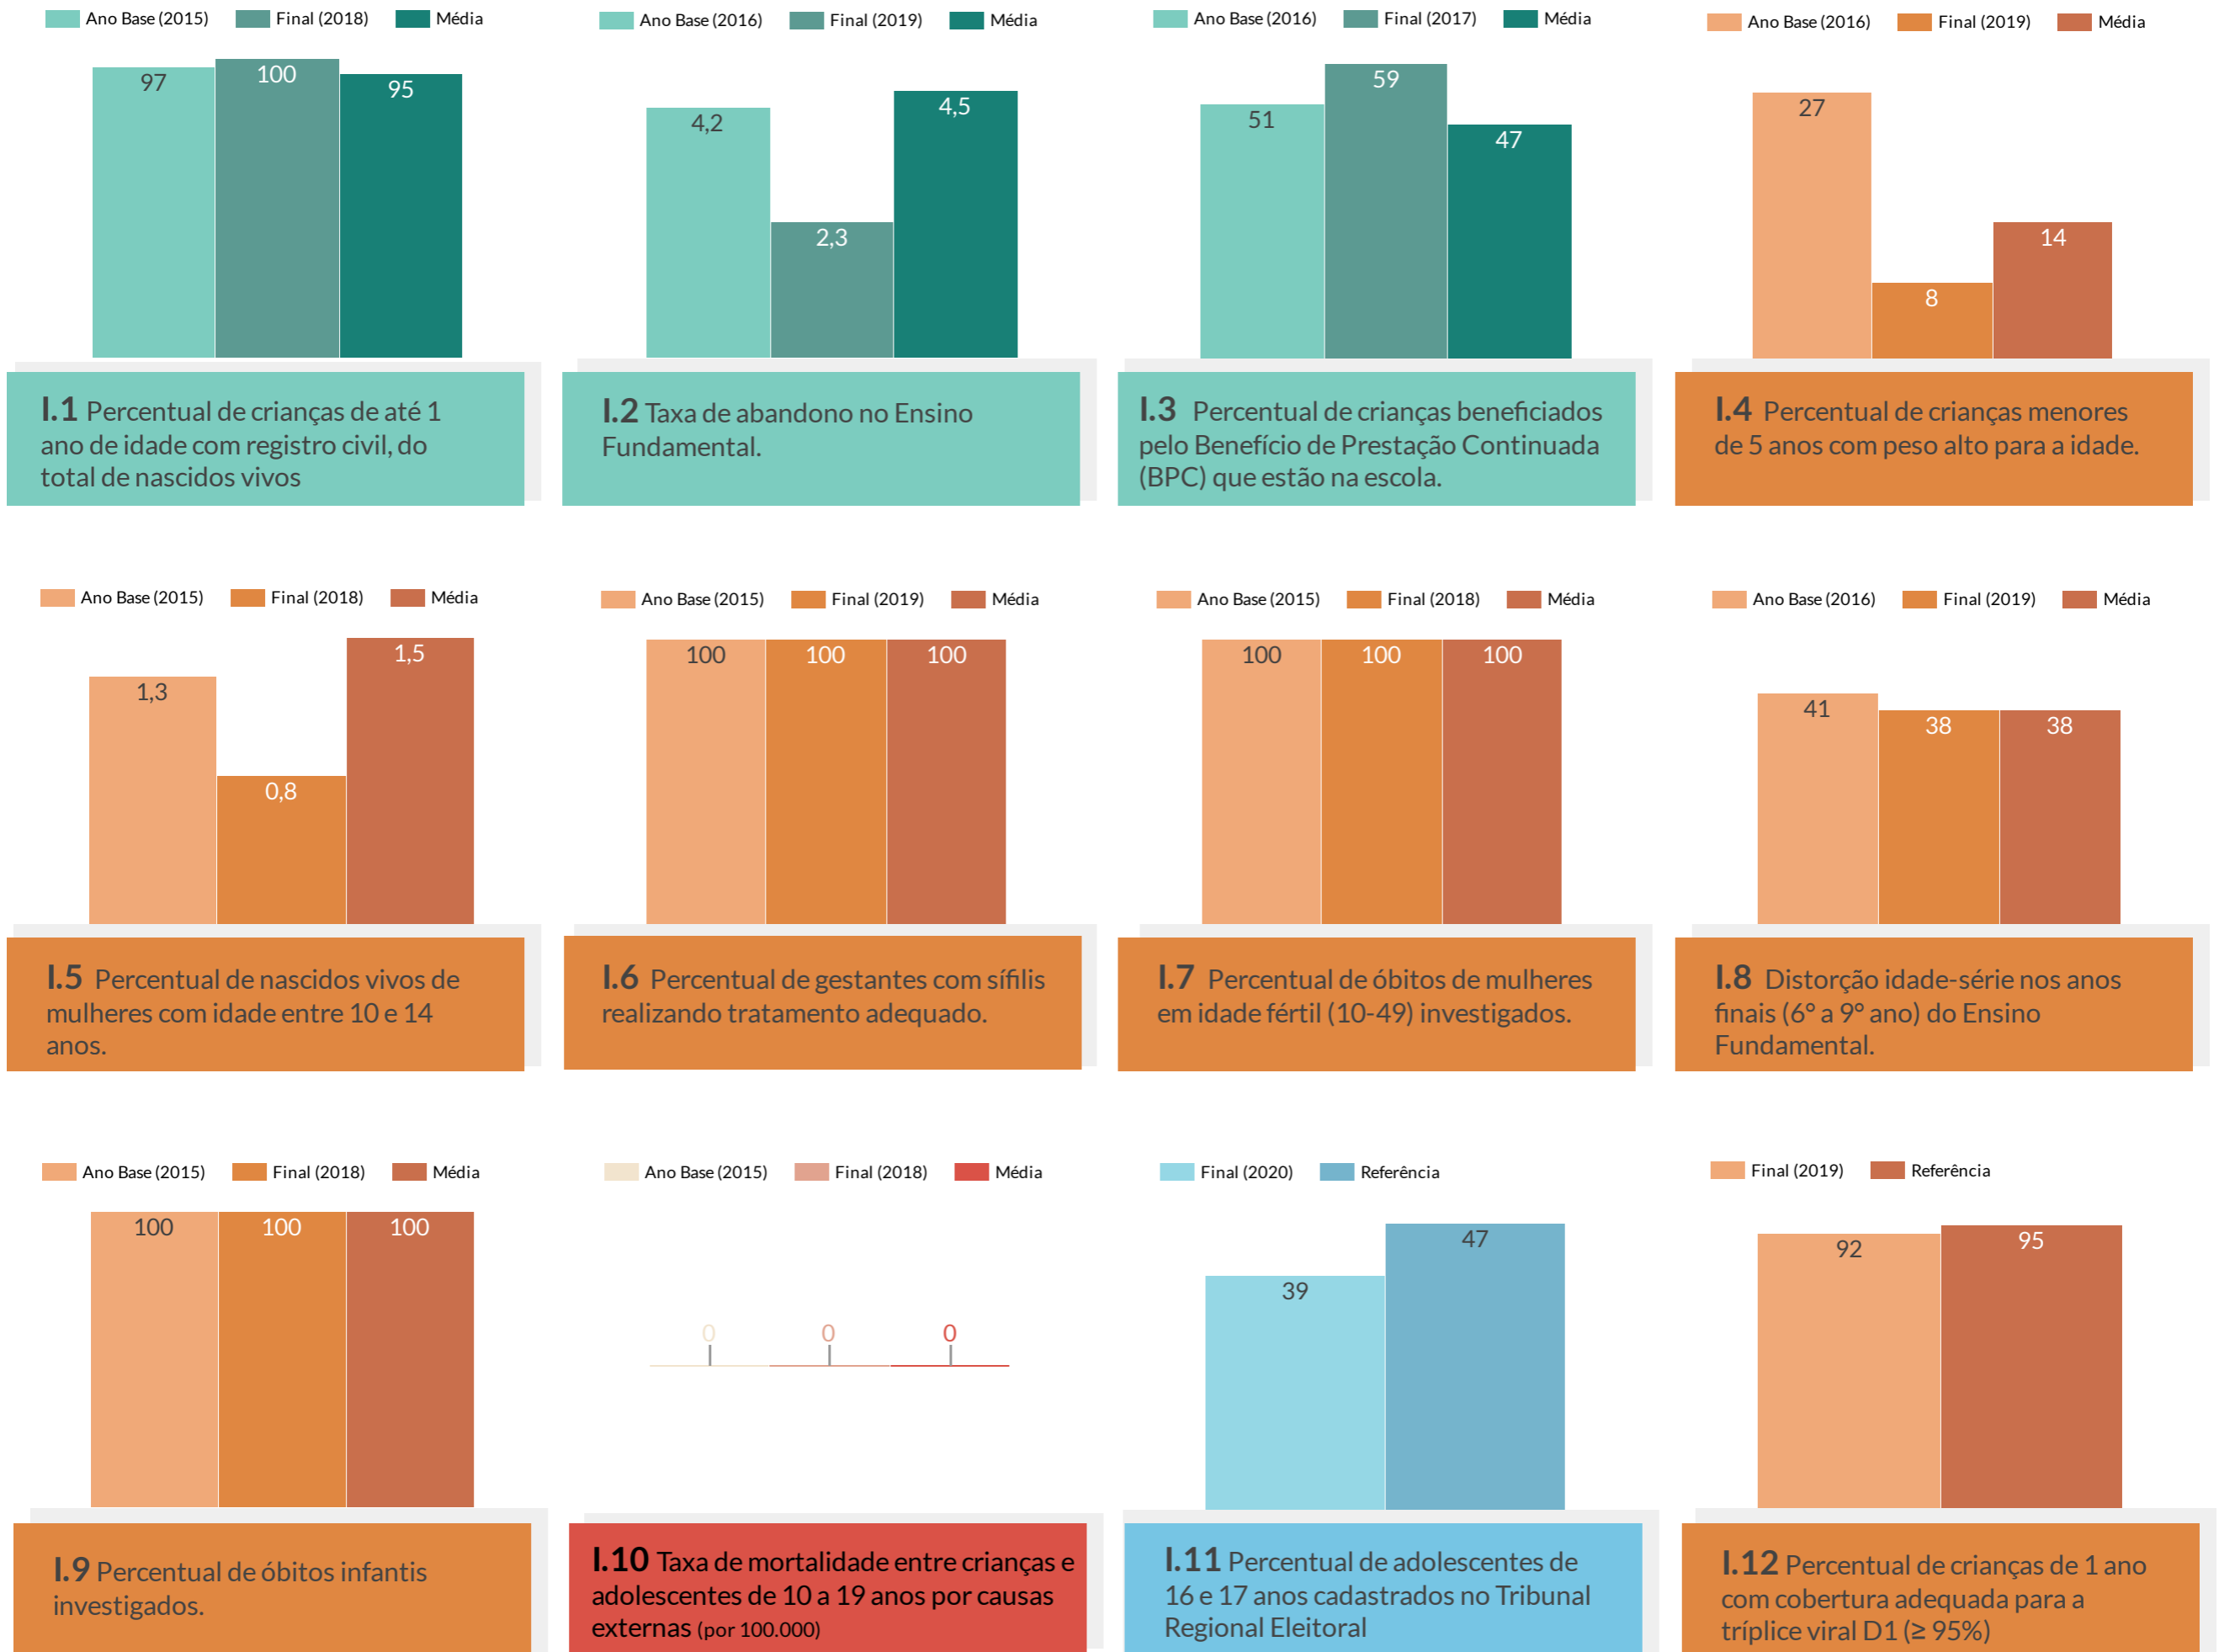 Ano Base (2015) Final (2018) Média
97 100 95
I.1 Percentual de crianças de até 1
ano de idade com registro civil, do
total de nascidos vivos
Ano Base (2016) Final (2019) Média
4,2 2,3 4,5
I.2 Taxa de abandono no Ensino
Fundamental.
Ano Base (2016) Final (2017) Média
51 59 47
I.3 Percentual de crianças beneficiados
pelo Benefício de Prestação Continuada
(BPC) que estão na escola.
Ano Base (2016) Final (2019) Média
27 8 14
I.4 Percentual de crianças menores
de 5 anos com peso alto para a idade.
Ano Base (2015) Final (2018) Média
1,3 0,8 1,5
I.5 Percentual de nascidos vivos de
mulheres com idade entre 10 e 14
anos.
Ano Base (2015) Final (2019) Média
100 100 100
I.6 Percentual de gestantes com sífilis
realizando tratamento adequado.
Ano Base (2015) Final (2018) Média
100 100 100
I.7 Percentual de óbitos de mulheres
em idade fértil (10-49) investigados.
Ano Base (2016) Final (2019) Média
41 38 38
I.8 Distorção idade-série nos anos
finais (6° a 9° ano) do Ensino
Fundamental.
Ano Base (2015) Final (2018) Média
100 100 100
I.9 Percentual de óbitos infantis
investigados.
Ano Base (2015) Final (2018) Média
0 0 0
I.10 Taxa de mortalidade entre crianças e
adolescentes de 10 a 19 anos por causas
externas (por 100.000)
Final (2020) Referência
39 47
I.11 Percentual de adolescentes de
16 e 17 anos cadastrados no Tribunal
Regional Eleitoral
Final (2019) Referência
92 95
I.12 Percentual de crianças de 1 ano
com cobertura adequada para a
tríplice viral D1 (≥ 95%)